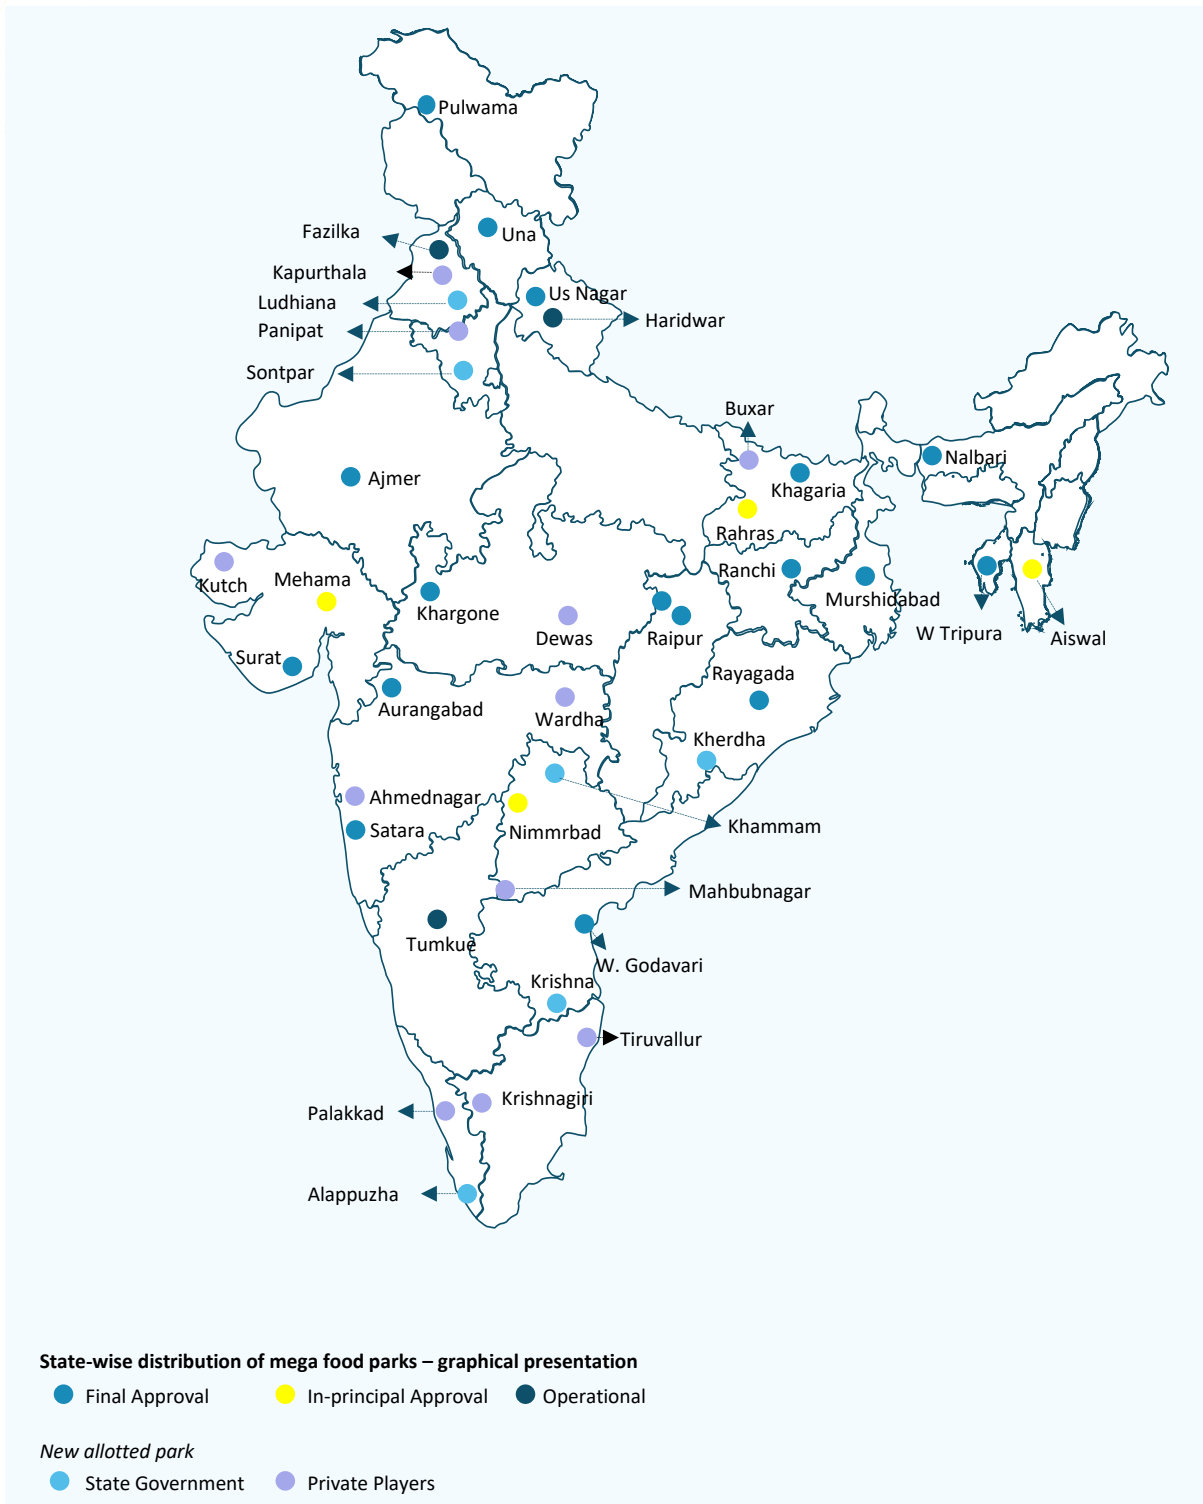 Pulwama
Fazilka
Una
Kapurthala
Us Nagar
Ludhiana
Haridwar
Panipat
Sontpar
Buxar
Nalbari
Ajmer
Khagaria
Rahras
Kutch
Mehama
Ranchi
Khargone
Murshidabad
Dewas
Raipur
W Tripura
Aiswal
Surat
Rayagada
Aurangabad
Wardha
Kherdha
Ahmednagar
Khammam
Satara
Nimmrbad
Mahbubnagar
Tumkue
W. Godavari
Krishna
Tiruvallur
Krishnagiri
Palakkad
Alappuzha
State-wise distribution of mega food parks – graphical presentation
Final Approval In-principal Approval Operational
New allotted park
State Government Private Players